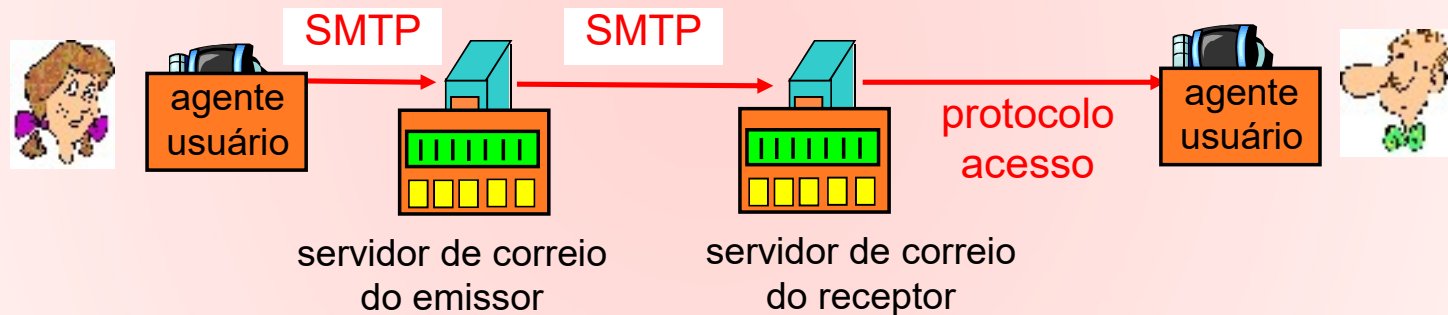 SMTP
SMTP
agente
usuário
protocolo
acesso
agente
usuário
servidor de correio
do emissor
servidor de correio
do receptor